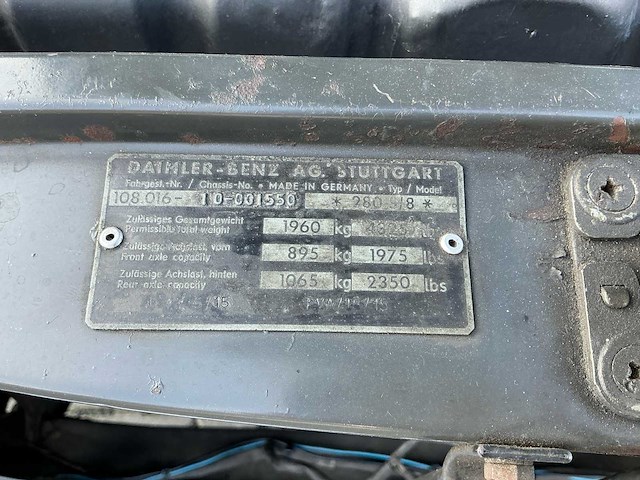 DAIMLER-BENZ AG. STUTTGART
Fahrgest.-Nr. / Chassis-No. • MADE IN GERMANY • Typ / Model
108.016- 10-001550 * 280 S/8 *
Zulässiges Gesamtgewicht
Permissible total weight 1960 kg lbs
Zulässige Achslast, vorn
Front axle capacity 895 kg 1975 lbs
Zulässige Achslast, hinten
Rear axle capacity 1065 kg 2350 lbs